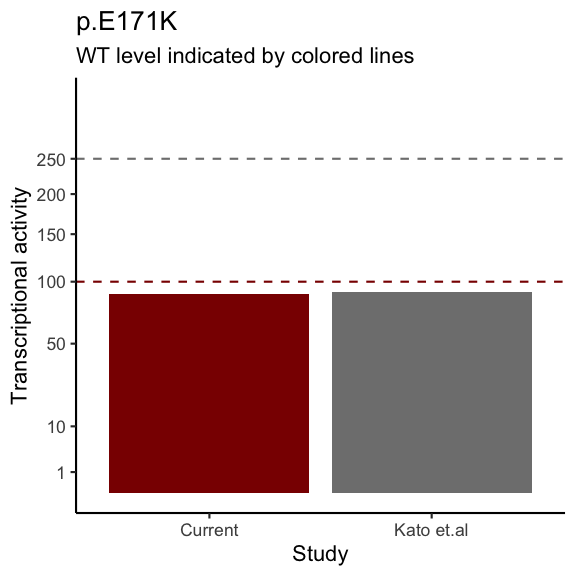 p.E171K
WT level indicated by colored lines
Transcriptional activity
250
200
150
100
50
10
1
Current
Kato et.al
Study